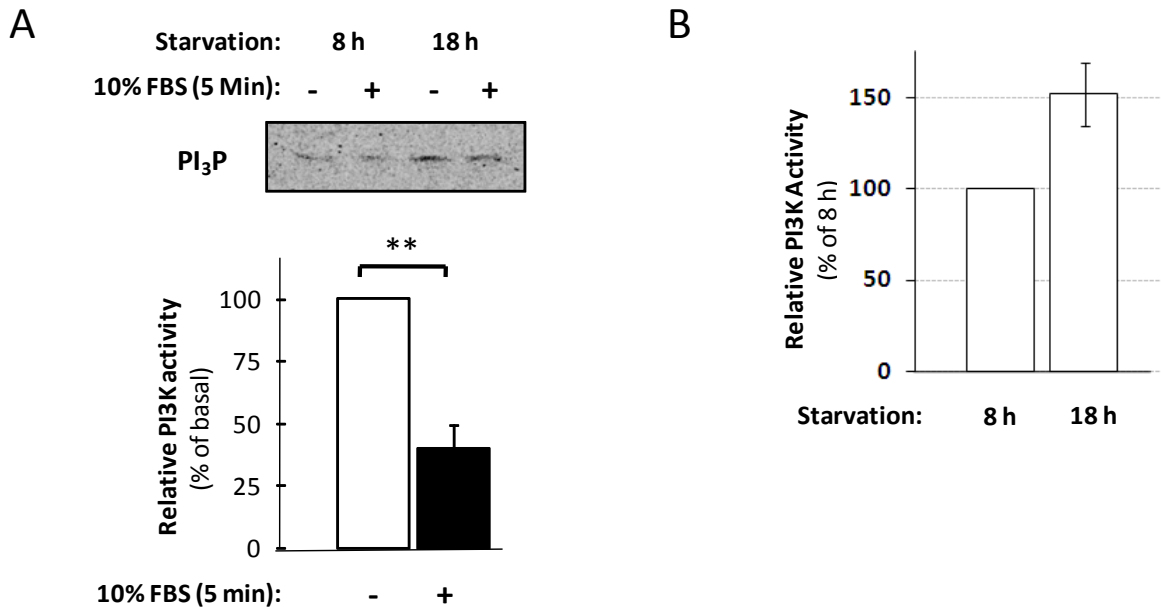 A
Starvation: 8 h 18 h
10% FBS (5 Min): - + - +
PI3P
**
Relative PI3K activity
(% of basal)
100
75
50
25
0
10% FBS (5 min): - +
B
Relative PI3K Activity
(% of 8 h)
150
100
50
0
Starvation: 8 h 18 h